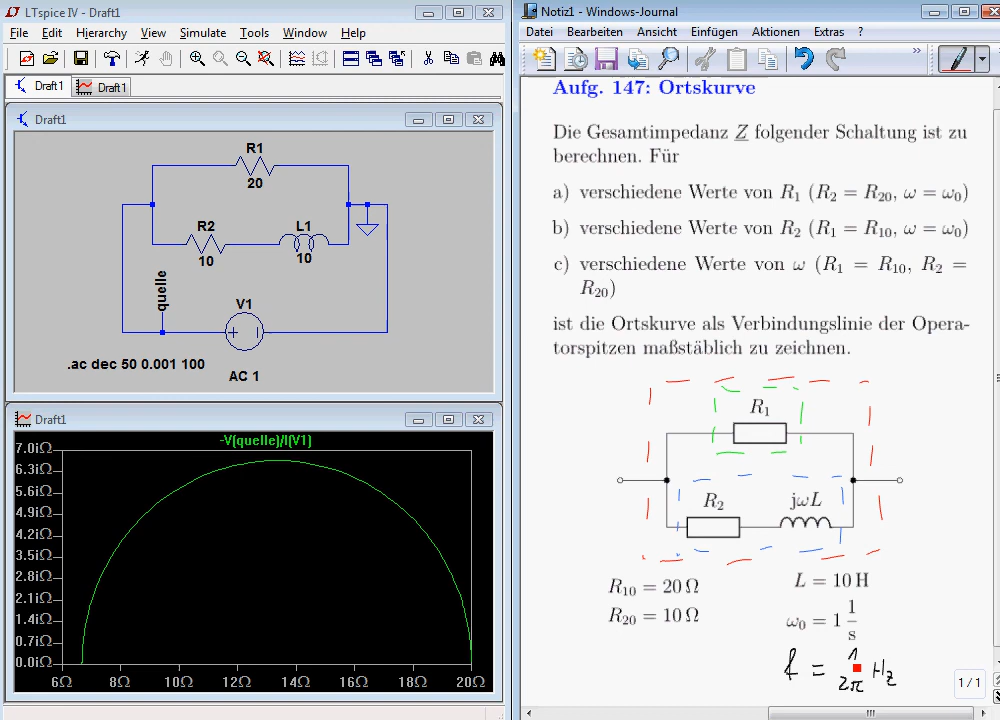 LTspice IV - Draft1
File Edit Hierarchy View Simulate Tools Window Help
Draft1 Draft1
Draft1
R1
20
R2
10
L1
10
quelle
V1
.ac dec 50 0.001 100
AC 1
Draft1
-V(quelle)/I(V1)
7.0iΩ
6.3iΩ
5.6iΩ
4.9iΩ
4.2iΩ
3.5iΩ
2.8iΩ
2.1iΩ
1.4iΩ
0.7iΩ
0.0iΩ
6Ω 8Ω 10Ω 12Ω 14Ω 16Ω 18Ω 20Ω
Notiz1 - Windows-Journal
Datei Bearbeiten Ansicht Einfügen Aktionen Extras ?
Aufg. 147: Ortskurve
Die Gesamtimpedanz Z folgender Schaltung ist zu
berechnen. Für
a) verschiedene Werte von R₁ (R₂ = R₂₀, ω = ω₀)
b) verschiedene Werte von R₂ (R₁ = R₁₀, ω = ω₀)
c) verschiedene Werte von ω (R₁ = R₁₀, R₂ =
R₂₀)
ist die Ortskurve als Verbindungslinie der Opera-
torspitzen maßstäblich zu zeichnen.
R₁
R₂ jωL
R₁₀ = 20 Ω L = 10 H
R₂₀ = 10 Ω ω₀ = 1 1/s
f = 1/2π Hz
1 / 1